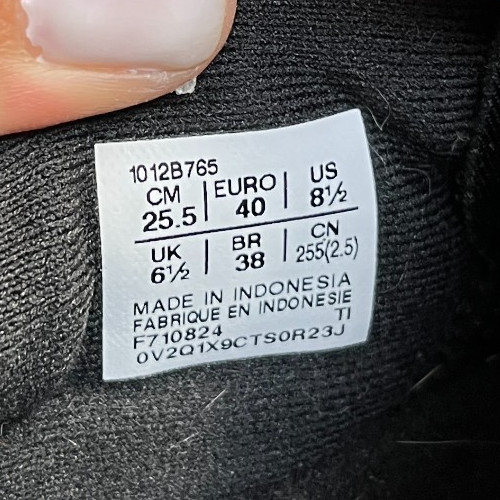 1012B765
CM EURO US
25.5 40 8½
UK BR CN
6½ 38 255(2.5)
MADE IN INDONESIA
FABRIQUE EN INDONESIE
F710824 TI
0V2Q1X9CTS0R23J